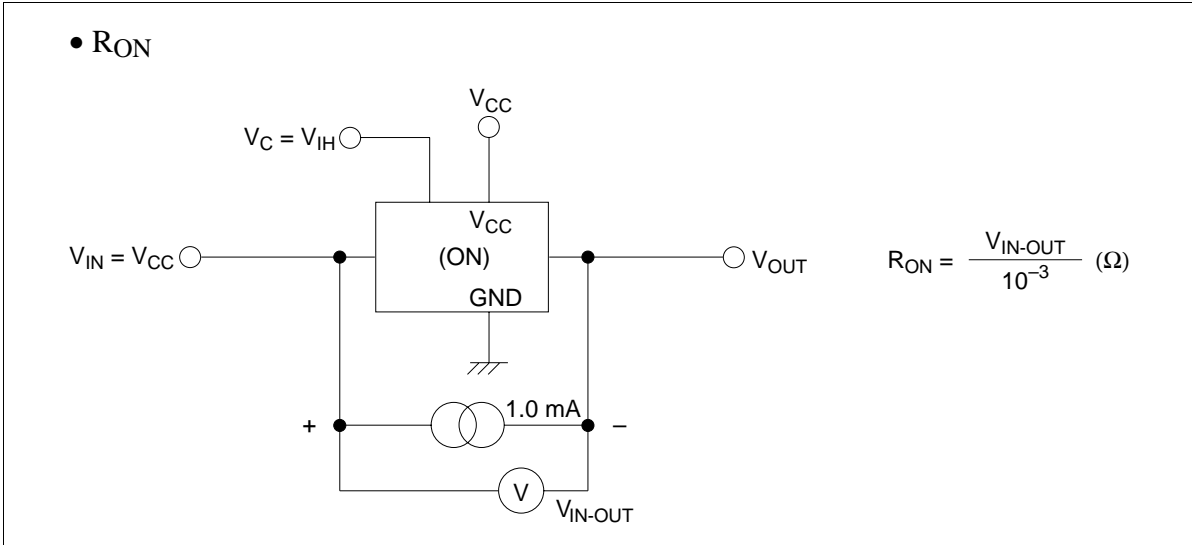 • RON
VCC
VC = VIH
VCC
VIN = VCC
(ON)
VOUT
RON = VIN-OUT / 10–3 (Ω)
GND
1.0 mA
+
–
V
VIN-OUT